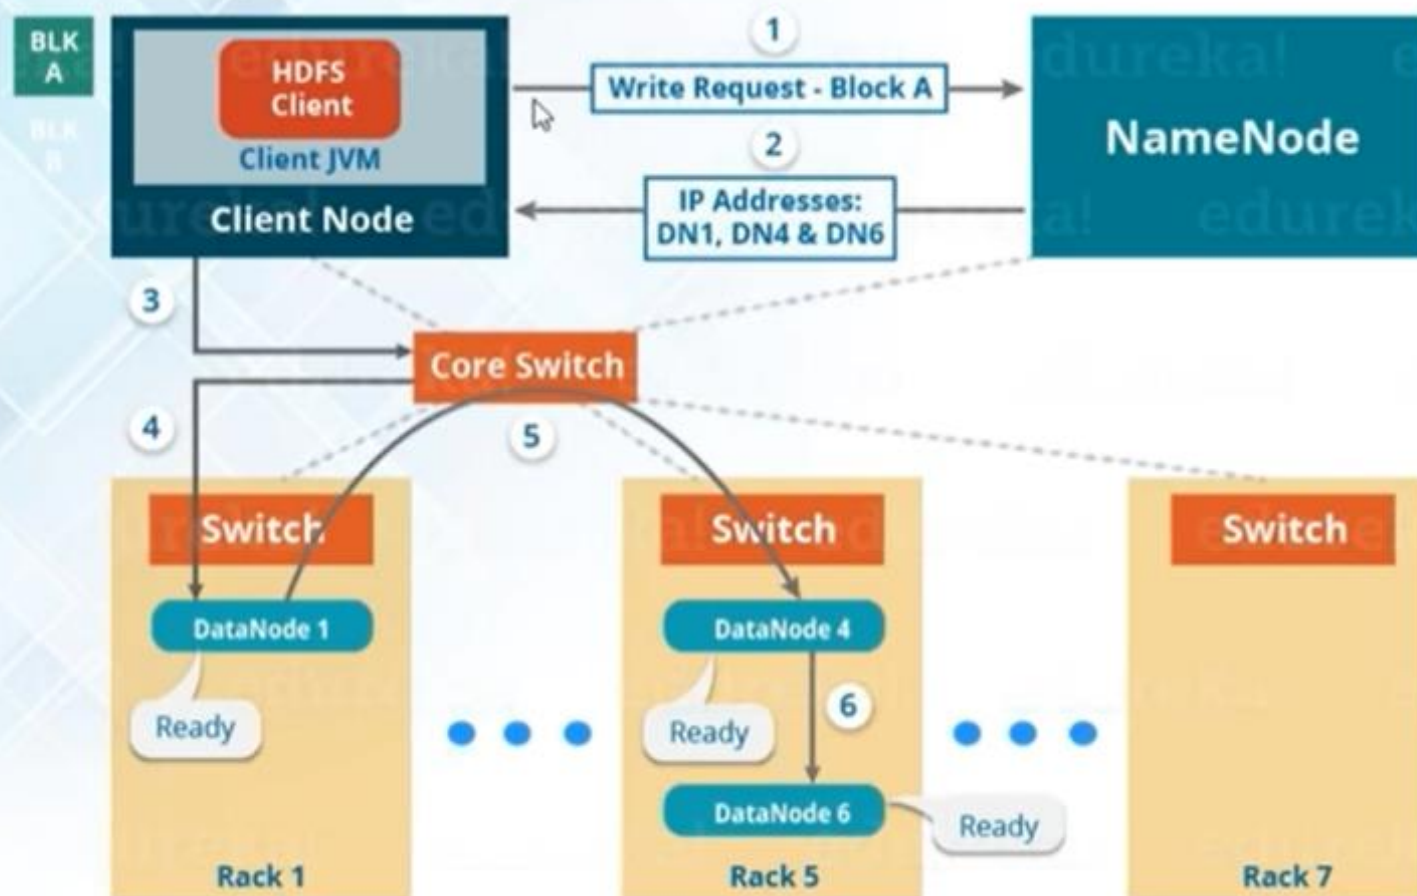 BLK
A
BLK
B
HDFS
Client
Client JVM
Client Node
1
Write Request - Block A
2
IP Addresses:
DN1, DN4 & DN6
NameNode
edureka!
3
Core Switch
4
5
Switch
Switch
Switch
DataNode 1
DataNode 4
Ready
Ready
6
DataNode 6
Ready
Rack 1
Rack 5
Rack 7